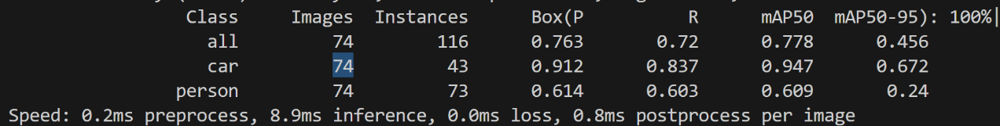 Class Images Instances Box(P R mAP50 mAP50-95): 100%|
all 74 116 0.763 0.72 0.778 0.456
car 74 43 0.912 0.837 0.947 0.672
person 74 73 0.614 0.603 0.609 0.24
Speed: 0.2ms preprocess, 8.9ms inference, 0.0ms loss, 0.8ms postprocess per image